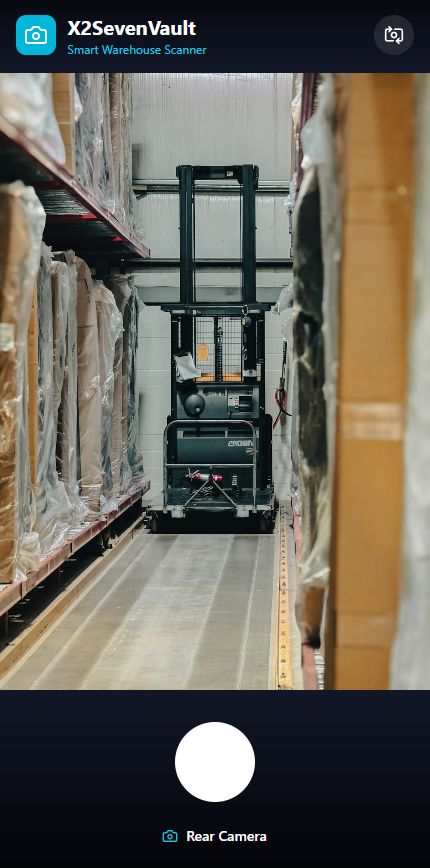 X2SevenVault
Smart Warehouse Scanner
CROWN
Rear Camera